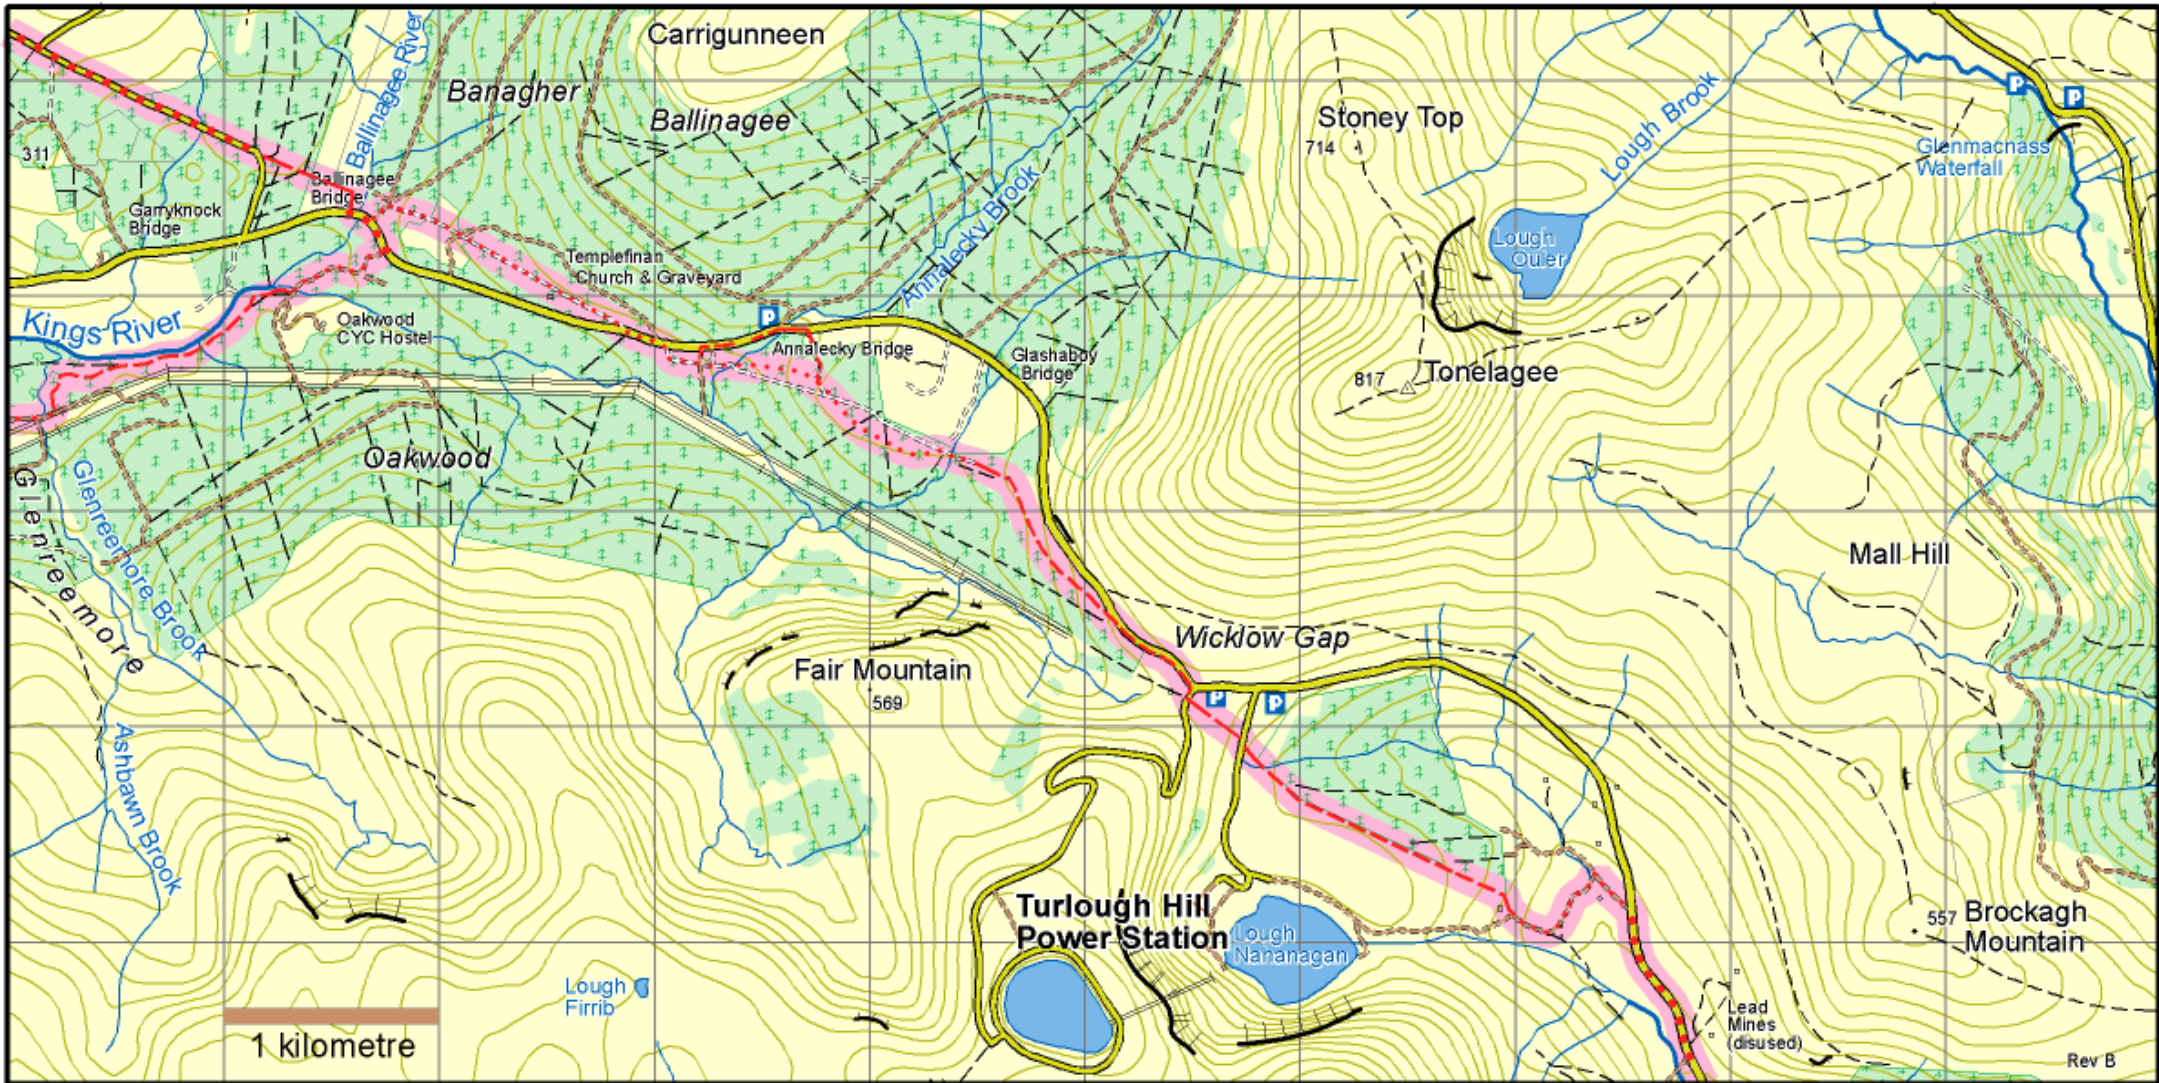 Carrigunneen
Ballinagee River
Banagher
Ballinagee
Stoney Top
714
Lough Brook
P
P
Glenmacnass
Waterfall
311
Ballinagee
Bridge
Garryknock
Bridge
Annalecky Brook
Lough
Ouler
Templefinan
Church & Graveyard
Kings River
Oakwood
CYC Hostel
P
Annalecky Bridge
Glashaboy
Bridge
817
Tonelagee
Oakwood
Glenreemore
Glenreemore Brook
Mall Hill
Wicklow Gap
Fair Mountain
569
P
P
Ashbawn Brook
Turlough Hill
Power Station
Lough
Nahanagan
557
Brockagh
Mountain
Lough
Firrib
1 kilometre
Lead
Mines
(disused)
Rev B